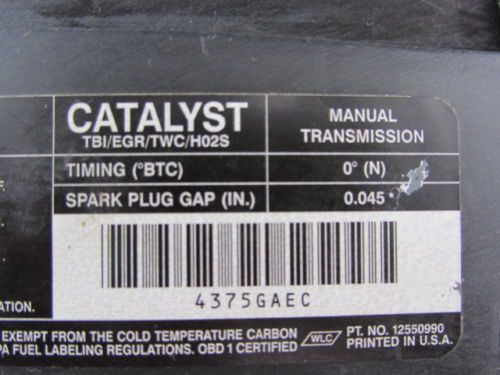 CATALYST
TBI/EGR/TWC/H02S
MANUAL
TRANSMISSION
TIMING (°BTC) 0° (N)
SPARK PLUG GAP (IN.) 0.045
4375GAEC
ATION.
EXEMPT FROM THE COLD TEMPERATURE CARBON WLC PT. NO. 12550990
PA FUEL LABELING REGULATIONS. OBD 1 CERTIFIED PRINTED IN U.S.A.